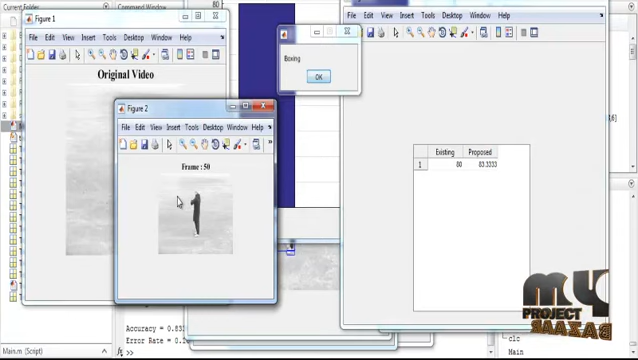 Current Folder
Command Window
80
Figure 1
File Edit View Insert Tools Desktop Window Help
Original Video
Boxing
OK
File Edit View Insert Tools Desktop Window Help
Figure 2
File Edit View Insert Tools Desktop Window Help
Frame : 50
Existing Proposed
1 80 83.3333
MY
PROJECT
BAZAAR
Main.m (Script)
Accuracy = 0.83
Error Rate = 0.
>>
clc
Main